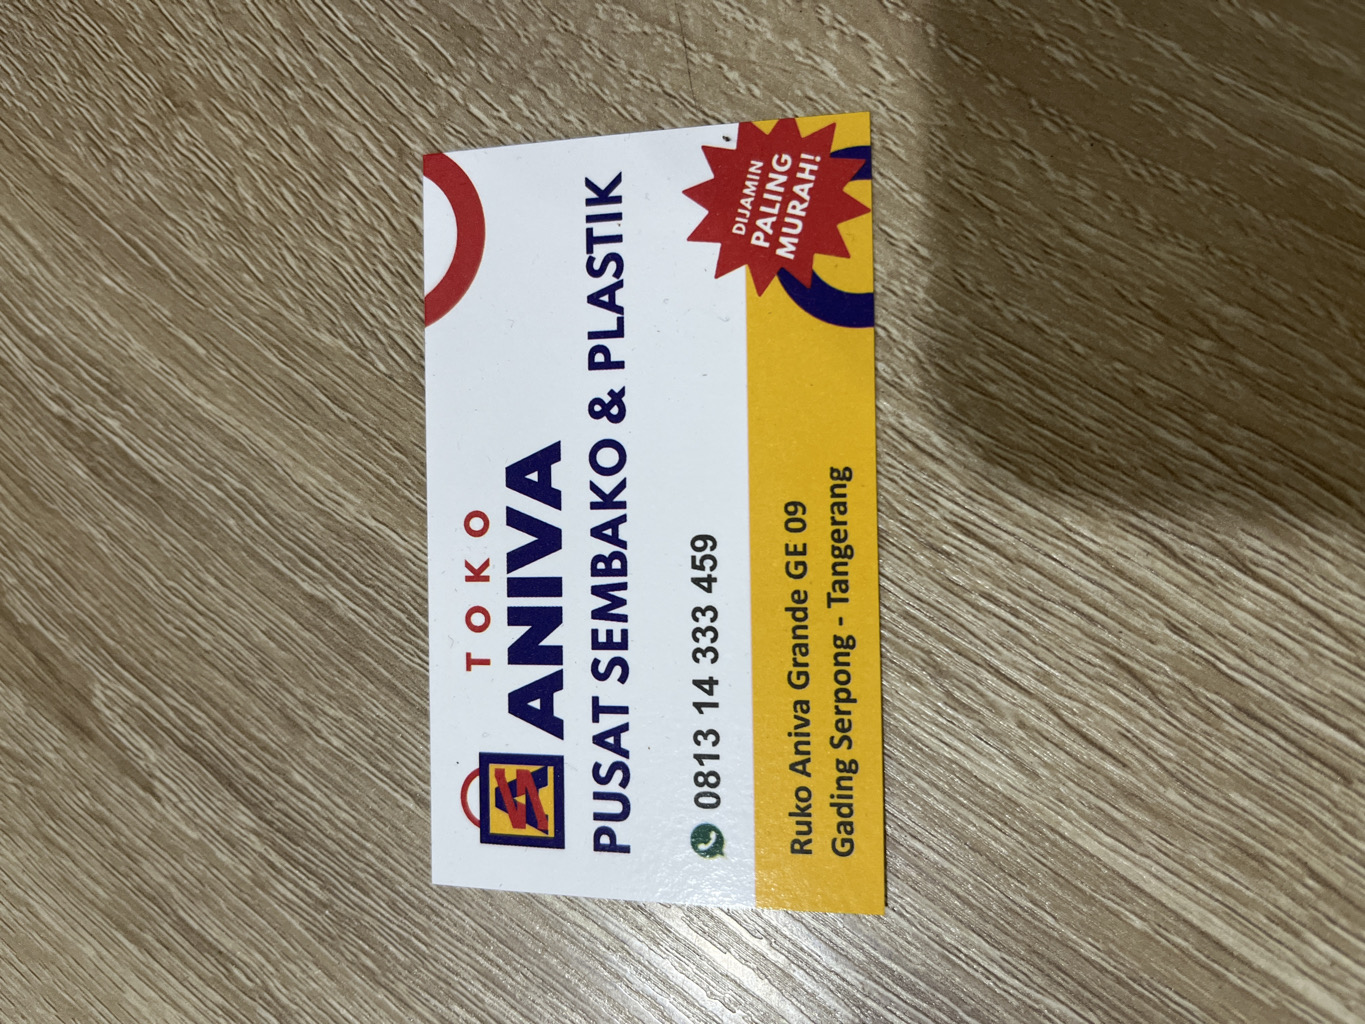 TOKO
ANIVA
PUSAT SEMBAKO & PLASTIK
0813 14 333 459
DIJAMIN
PALING
MURAH!
Ruko Aniva Grande GE 09
Gading Serpong - Tangerang